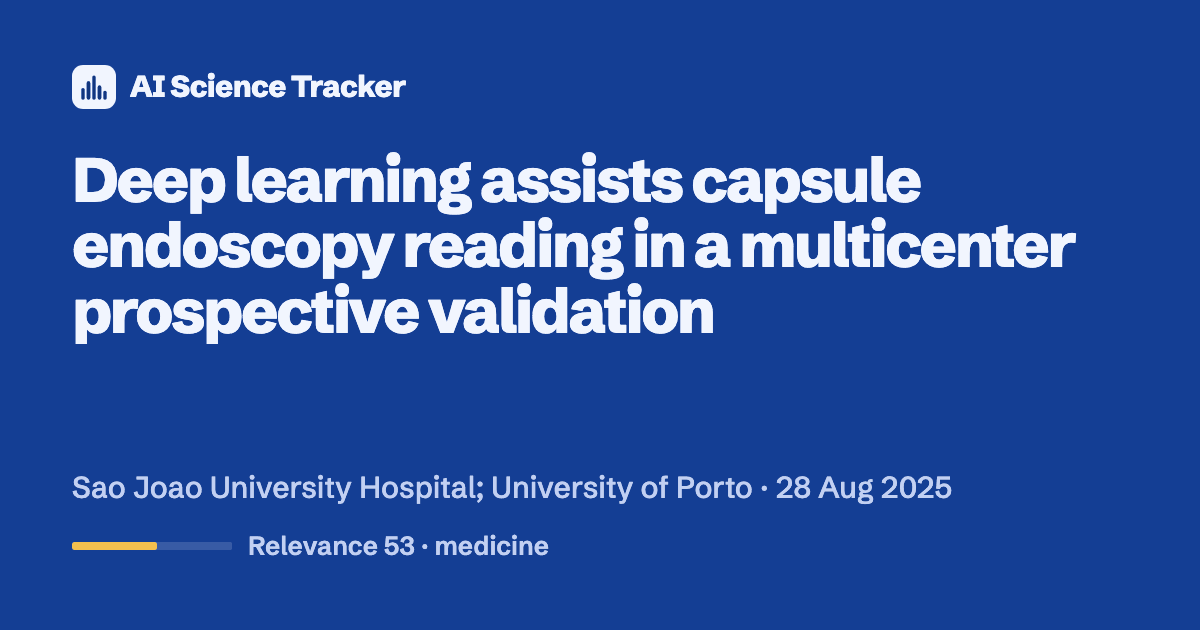 AI Science Tracker
Deep learning assists capsule
endoscopy reading in a multicenter
prospective validation
Sao Joao University Hospital; University of Porto · 28 Aug 2025
Relevance 53 · medicine